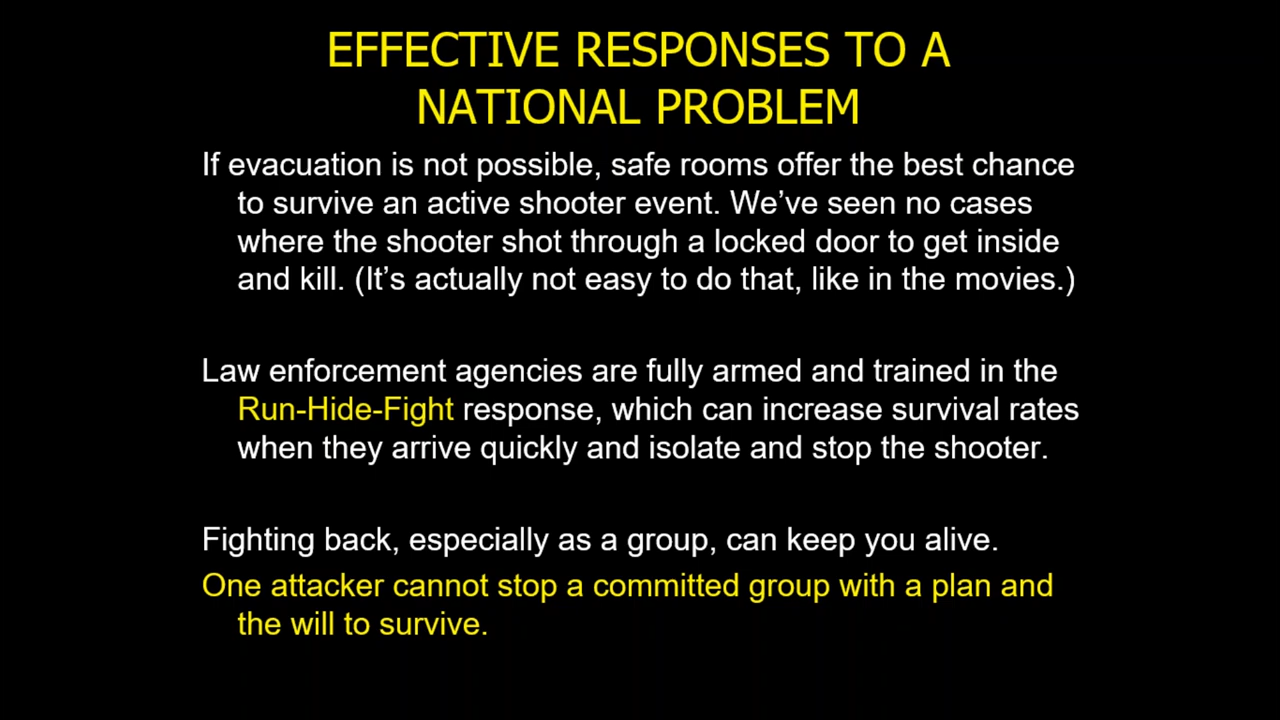 EFFECTIVE RESPONSES TO A
NATIONAL PROBLEM
If evacuation is not possible, safe rooms offer the best chance
to survive an active shooter event. We’ve seen no cases
where the shooter shot through a locked door to get inside
and kill. (It’s actually not easy to do that, like in the movies.)
Law enforcement agencies are fully armed and trained in the
Run-Hide-Fight response, which can increase survival rates
when they arrive quickly and isolate and stop the shooter.
Fighting back, especially as a group, can keep you alive.
One attacker cannot stop a committed group with a plan and
the will to survive.